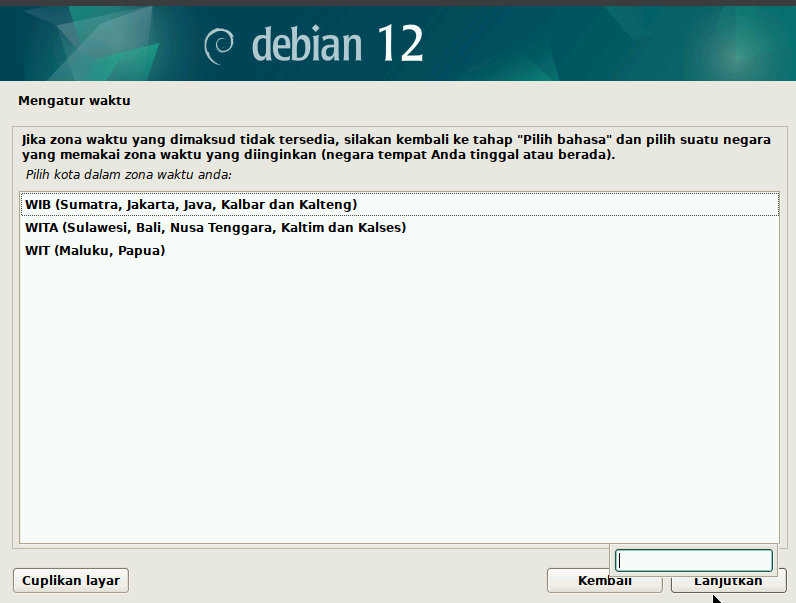 debian 12
Mengatur waktu
Jika zona waktu yang dimaksud tidak tersedia, silakan kembali ke tahap "Pilih bahasa" dan pilih suatu negara
yang memakai zona waktu yang diinginkan (negara tempat Anda tinggal atau berada).
Pilih kota dalam zona waktu anda:
WIB (Sumatra, Jakarta, Java, Kalbar dan Kalteng)
WITA (Sulawesi, Bali, Nusa Tenggara, Kaltim dan Kalses)
WIT (Maluku, Papua)
Cuplikan layar
Kembali
Lanjutkan